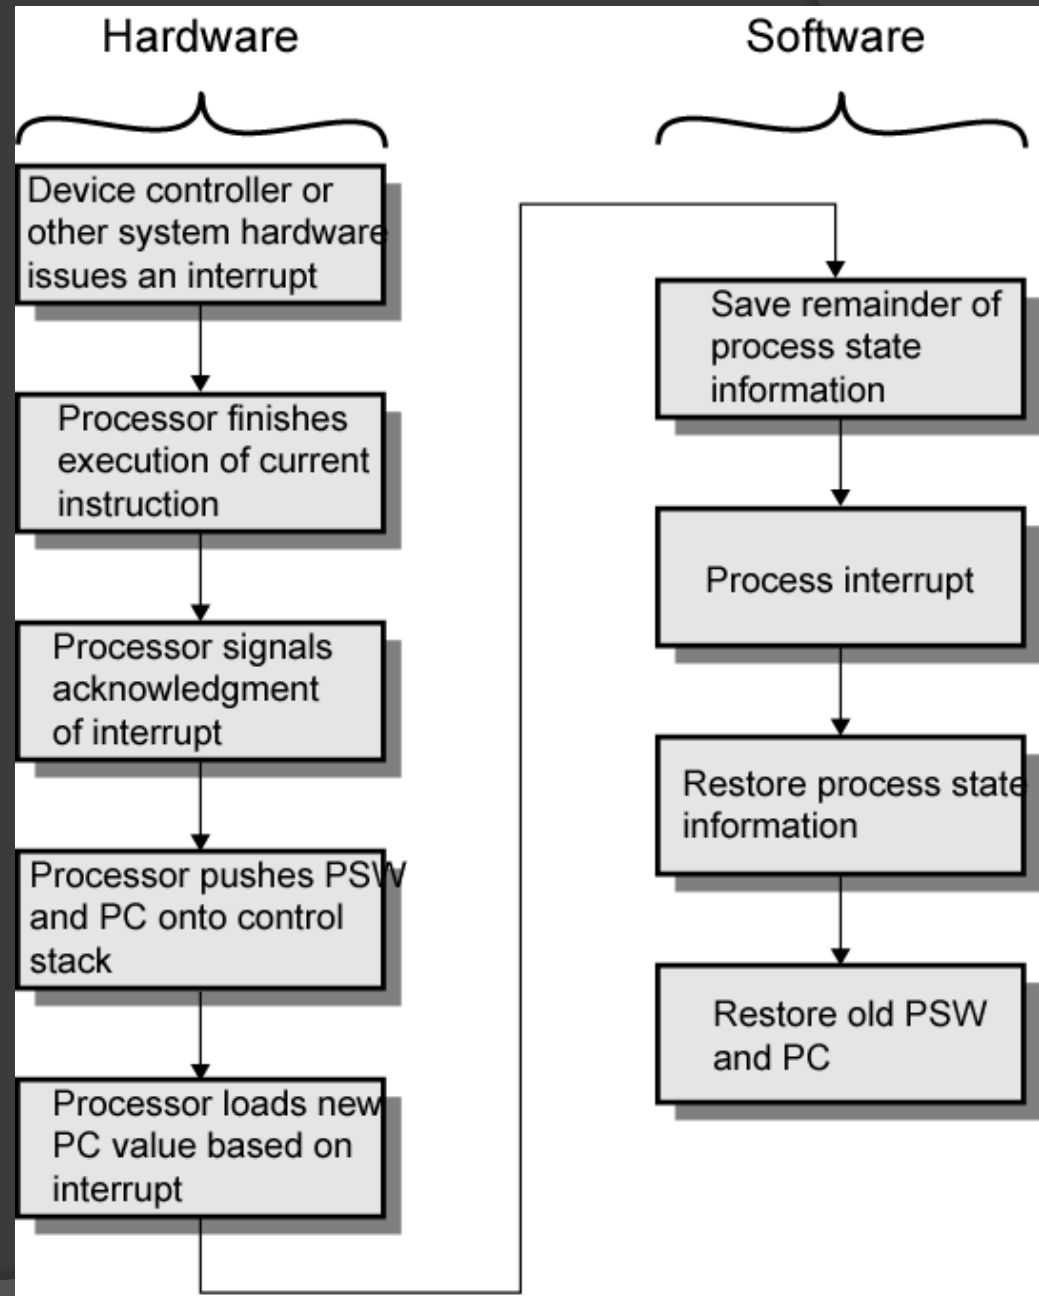 Hardware
Device controller or
other system hardware
issues an interrupt
Processor finishes
execution of current
instruction
Processor signals
acknowledgment
of interrupt
Processor pushes PSW
and PC onto control
stack
Processor loads new
PC value based on
interrupt
Software
Save remainder of
process state
information
Process interrupt
Restore process state
information
Restore old PSW
and PC